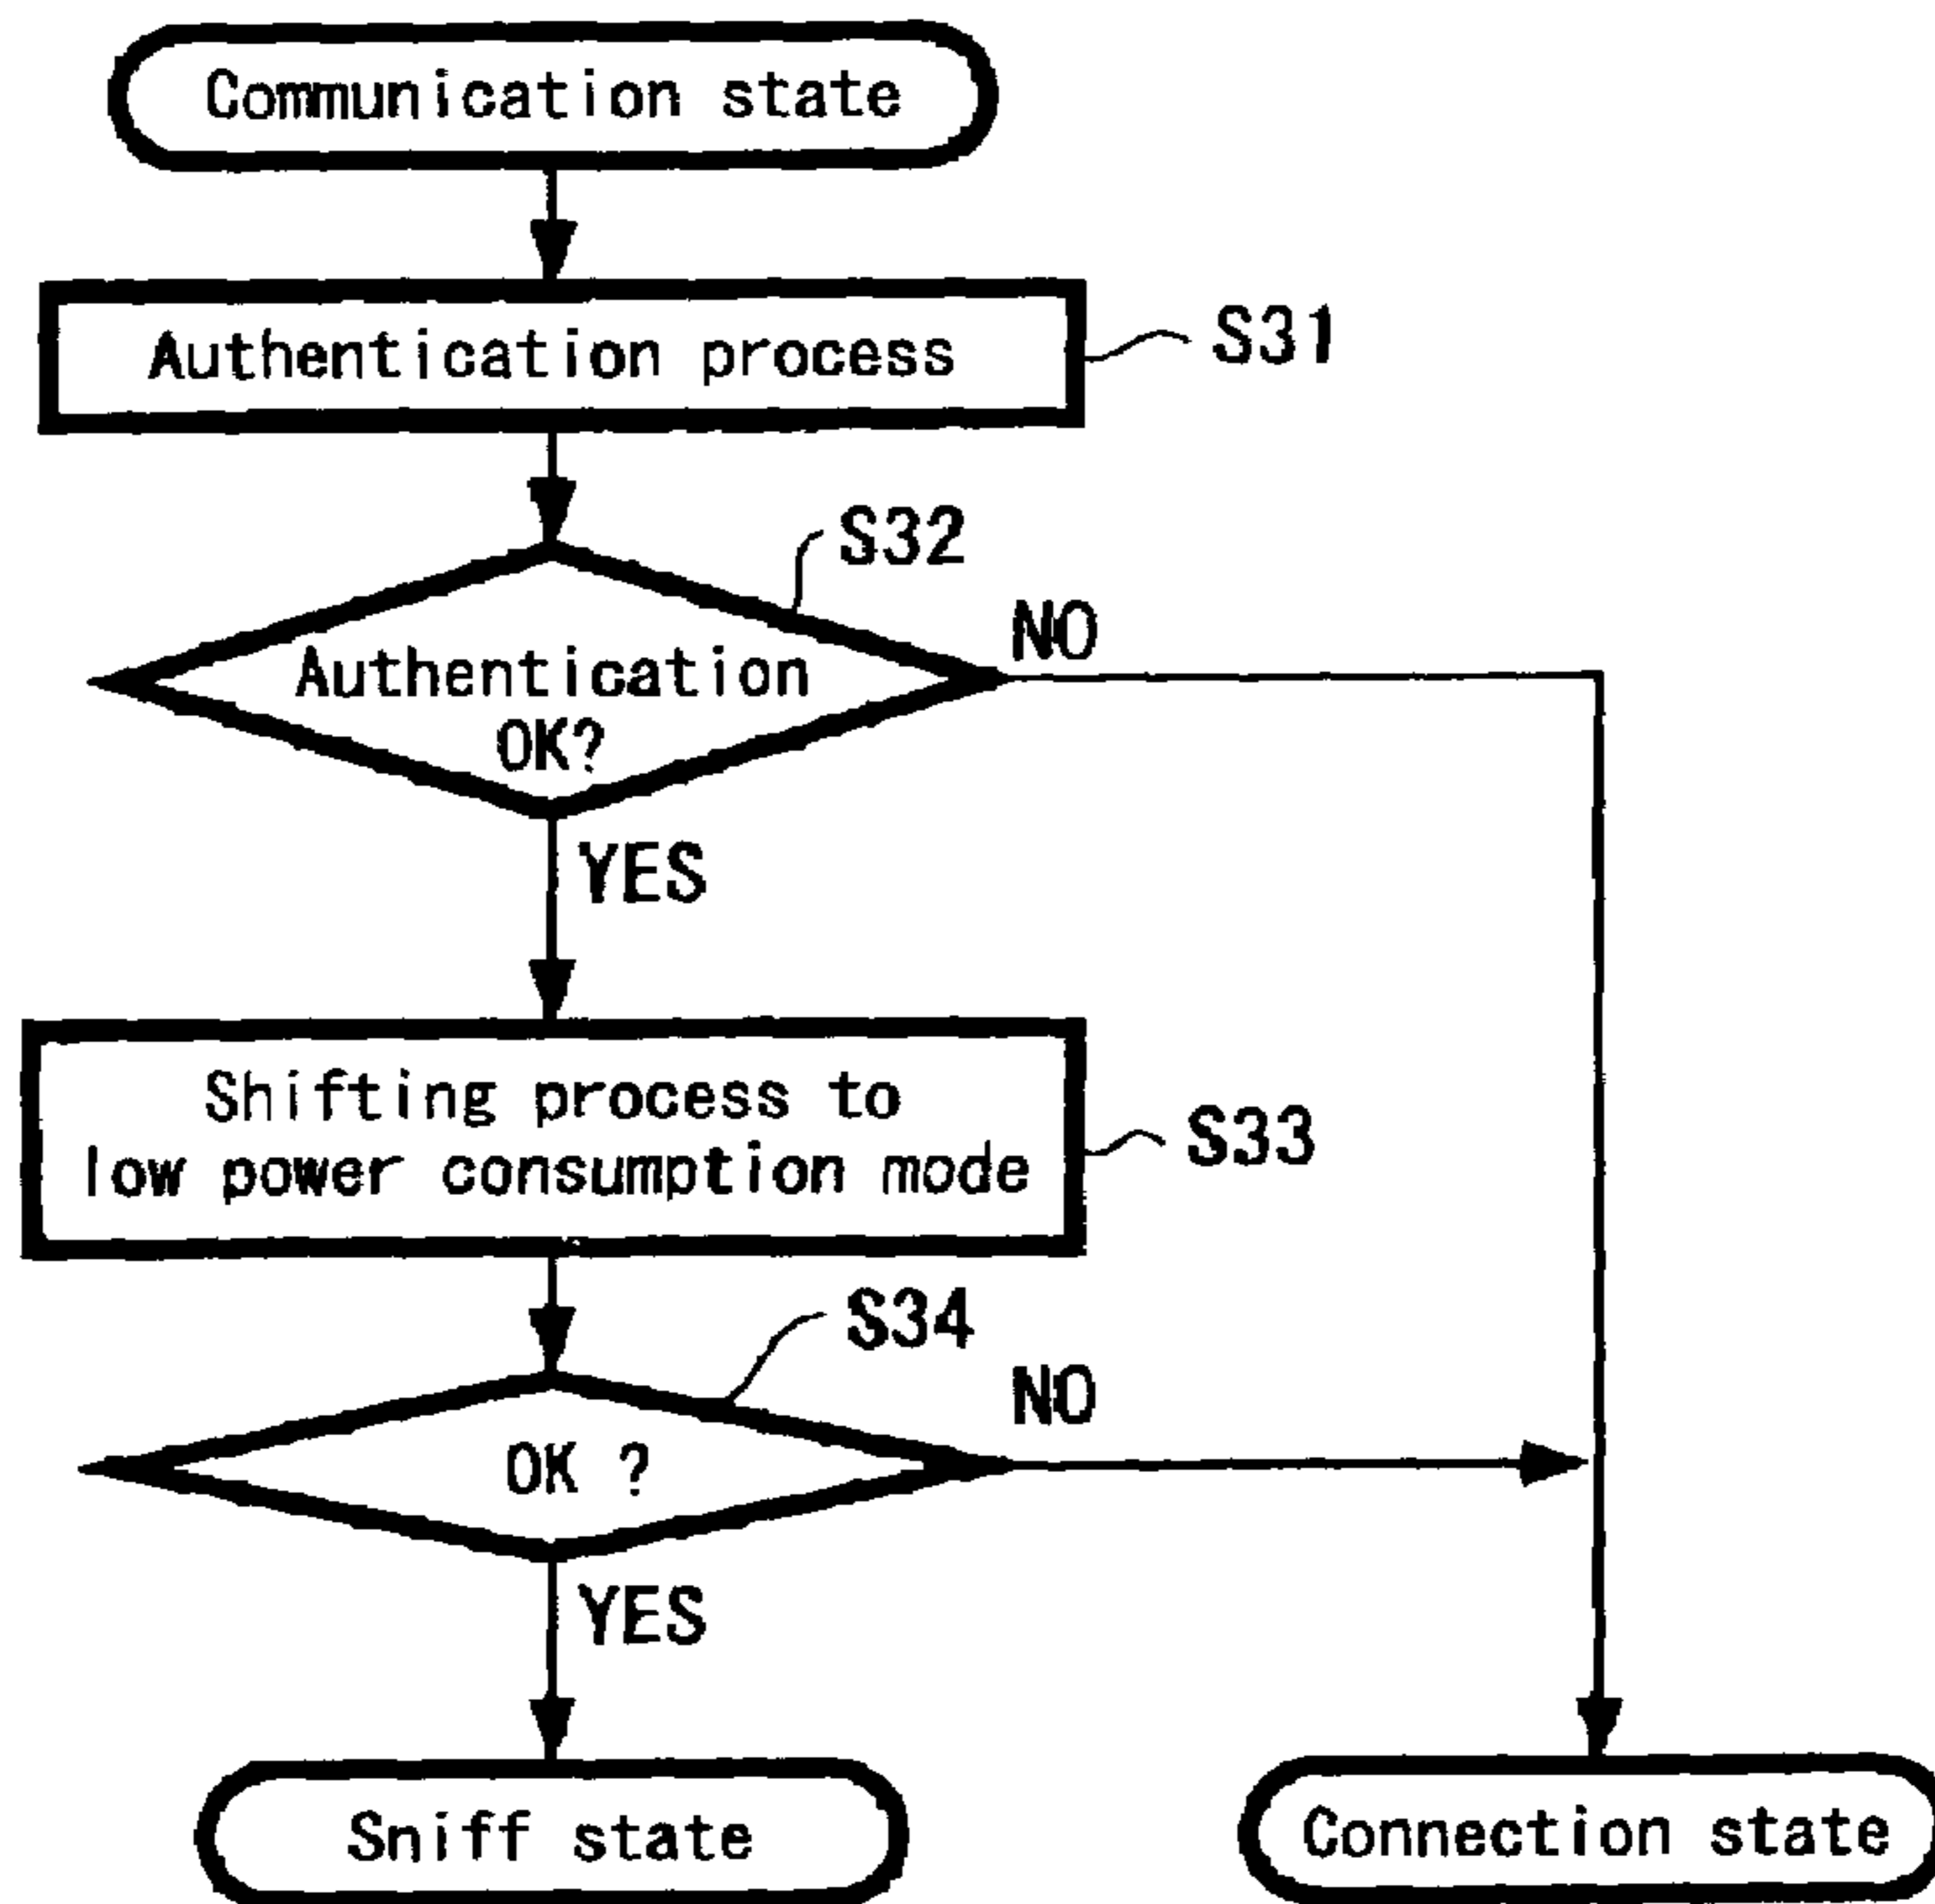 Communication state
Authentication process
S31
S32
NO
Authentication
OK?
YES
Shifting process to
low power consumption mode
S33
S34
NO
OK ?
YES
Sniff state
Connection state